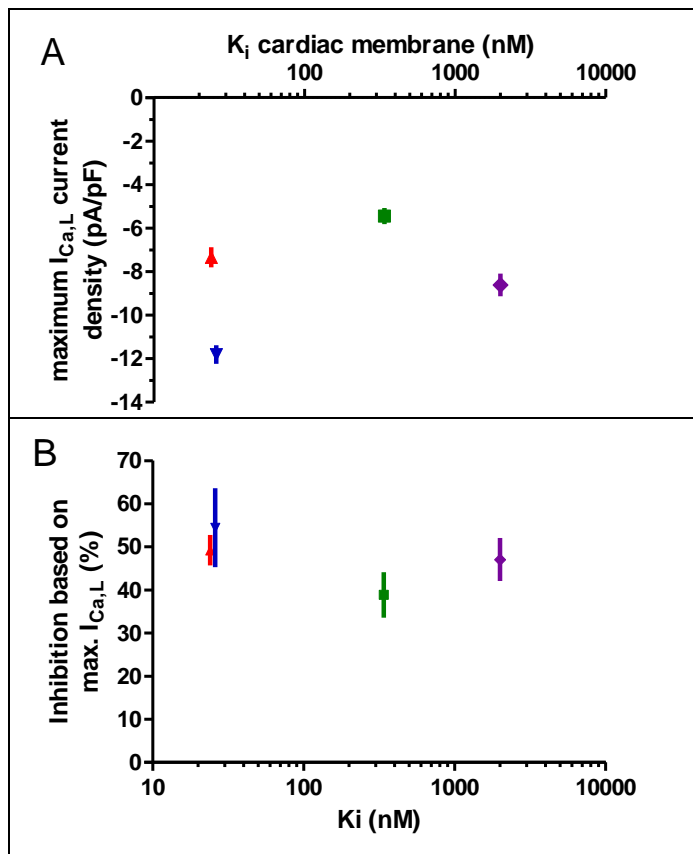 A
Kᵢ cardiac membrane (nM)
100
1000
10000
0
-2
-4
-6
-8
-10
-12
-14
maximum I_Ca,L current
density (pA/pF)
B
70
60
50
40
30
20
10
0
Inhibition based on
max. I_Ca,L (%)
10
100
1000
10000
Ki (nM)